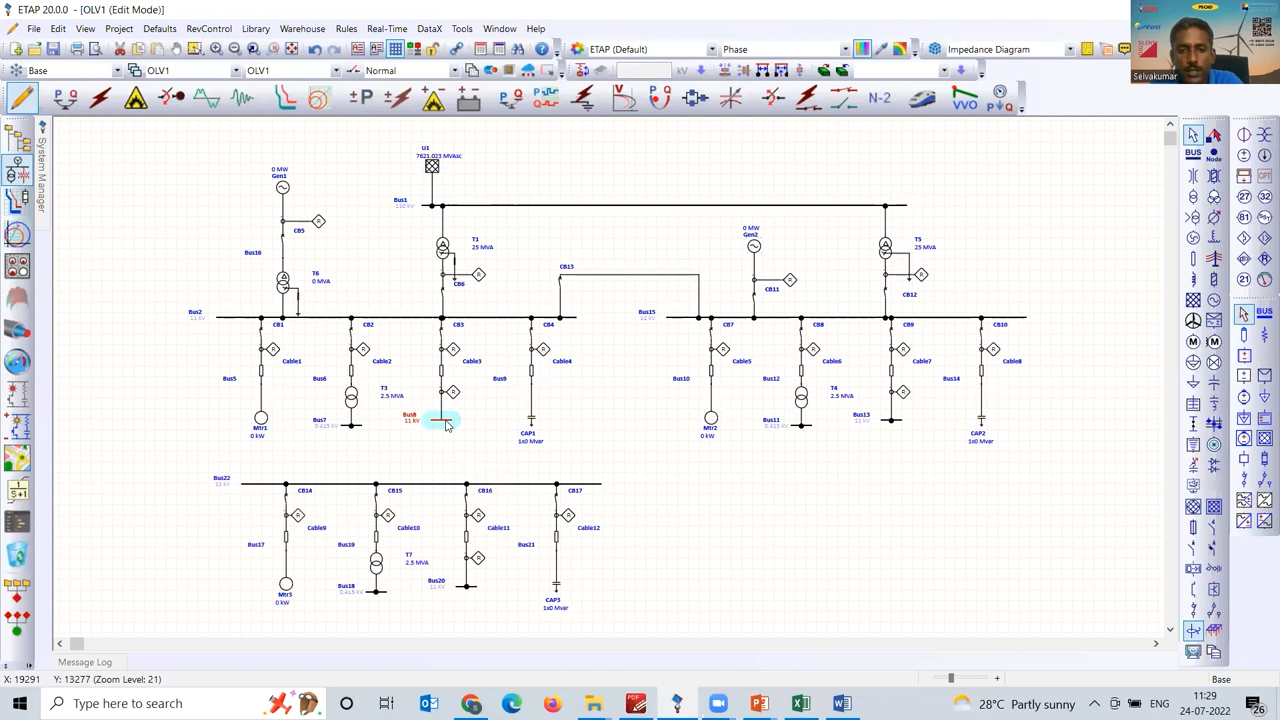 ETAP 20.0.0 - [OLV1 (Edit Mode)]
File Edit View Project Defaults RevControl Library Warehouse Rules Real-Time DataX Tools Window Help
ETAP (Default) Phase Impedance Diagram
Base OLV1 OLV1 Normal
N-2 VVO
System Manager
BUS Node
BUS
Selvakumar
PSCAD
U1
7621.023 MVAsc
0 MW
Gen1
Bus1
110 kV
CB5
Bus16
T6
0 MVA
T1
25 MVA
CB6
CB13
0 MW
Gen2
CB11
T5
25 MVA
CB12
Bus2
11 kV
Bus15
11 kV
CB1 CB2 CB3 CB4 CB7 CB8 CB9 CB10
R R R R R R R R
Cable1 Cable2 Cable3 Cable4 Cable5 Cable6 Cable7 Cable8
Bus5 Bus6 Bus9 Bus10 Bus12 Bus14
T3
2.5 MVA
T4
2.5 MVA
Bus7
0.415 kV
Bus8
11 kV
Bus11
0.415 kV
Bus13
11 kV
Mtr1
0 kW
CAP1
1x0 Mvar
Mtr2
0 kW
CAP2
1x0 Mvar
Bus22
11 kV
CB14 CB15 CB16 CB17
R R R R
Cable9 Cable10 Cable11 Cable12
Bus17 Bus19 Bus21
T7
2.5 MVA
Bus18
0.415 kV
Bus20
11 kV
Mtr3
0 kW
CAP3
1x0 Mvar
Message Log
X: 19291 Y: 13277 (Zoom Level: 21) Base
Type here to search
28°C Partly sunny
11:29
24-07-2022
26